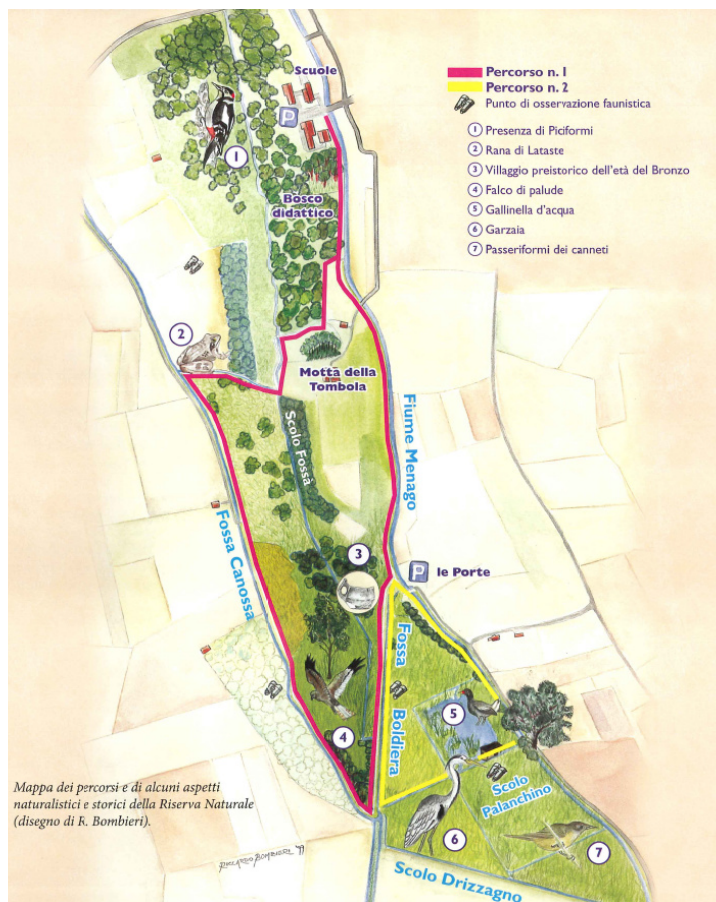 Scuole
Percorso n. 1
Percorso n. 2
Punto di osservazione faunistica
P
1 Presenza di Piciformi
2 Rana di Lataste
3 Villaggio preistorico dell'età del Bronzo
4 Falco di palude
5 Gallinella d'acqua
6 Garzaia
7 Passeriformi dei canneti
1
Bosco
didattico
2
Motta della
Tombola
Scolo Fossà
Fiume Menago
Fossa Canossa
3
P le Porte
Fossa
Boldiera
5
4
Scolo
Palanchino
6
7
Mappa dei percorsi e di alcuni aspetti
naturalistici e storici della Riserva Naturale
(disegno di R. Bombieri).
RICCARDO BOMBIERI '99
Scolo Drizzagno